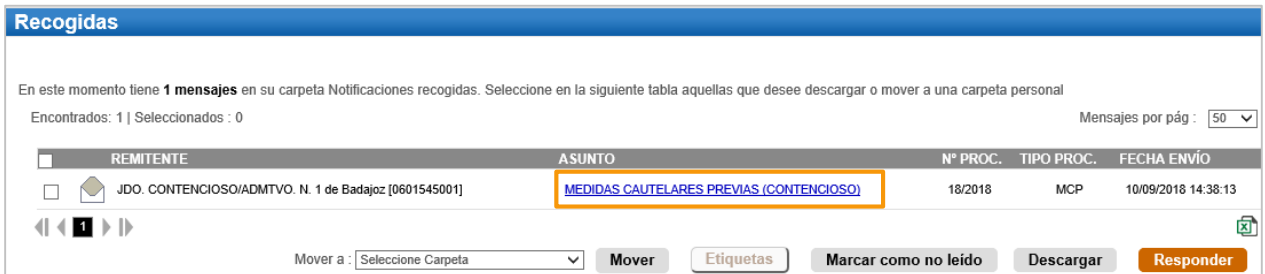 Recogidas
En este momento tiene 1 mensajes en su carpeta Notificaciones recogidas. Seleccione en la siguiente tabla aquellas que desee descargar o mover a una carpeta personal
Encontrados: 1 | Seleccionados : 0 Mensajes por pág : 50
REMITENTE ASUNTO Nº PROC. TIPO PROC. FECHA ENVÍO
JDO. CONTENCIOSO/ADMTVO. N. 1 de Badajoz [0601545001] MEDIDAS CAUTELARES PREVIAS (CONTENCIOSO) 18/2018 MCP 10/09/2018 14:38:13
1
Mover a : Seleccione Carpeta Mover Etiquetas Marcar como no leído Descargar Responder